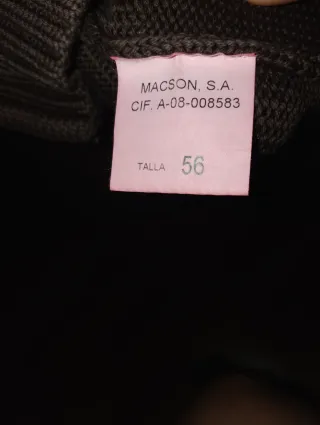 MACSON, S.A.
CIF. A-08-008583
TALLA 56